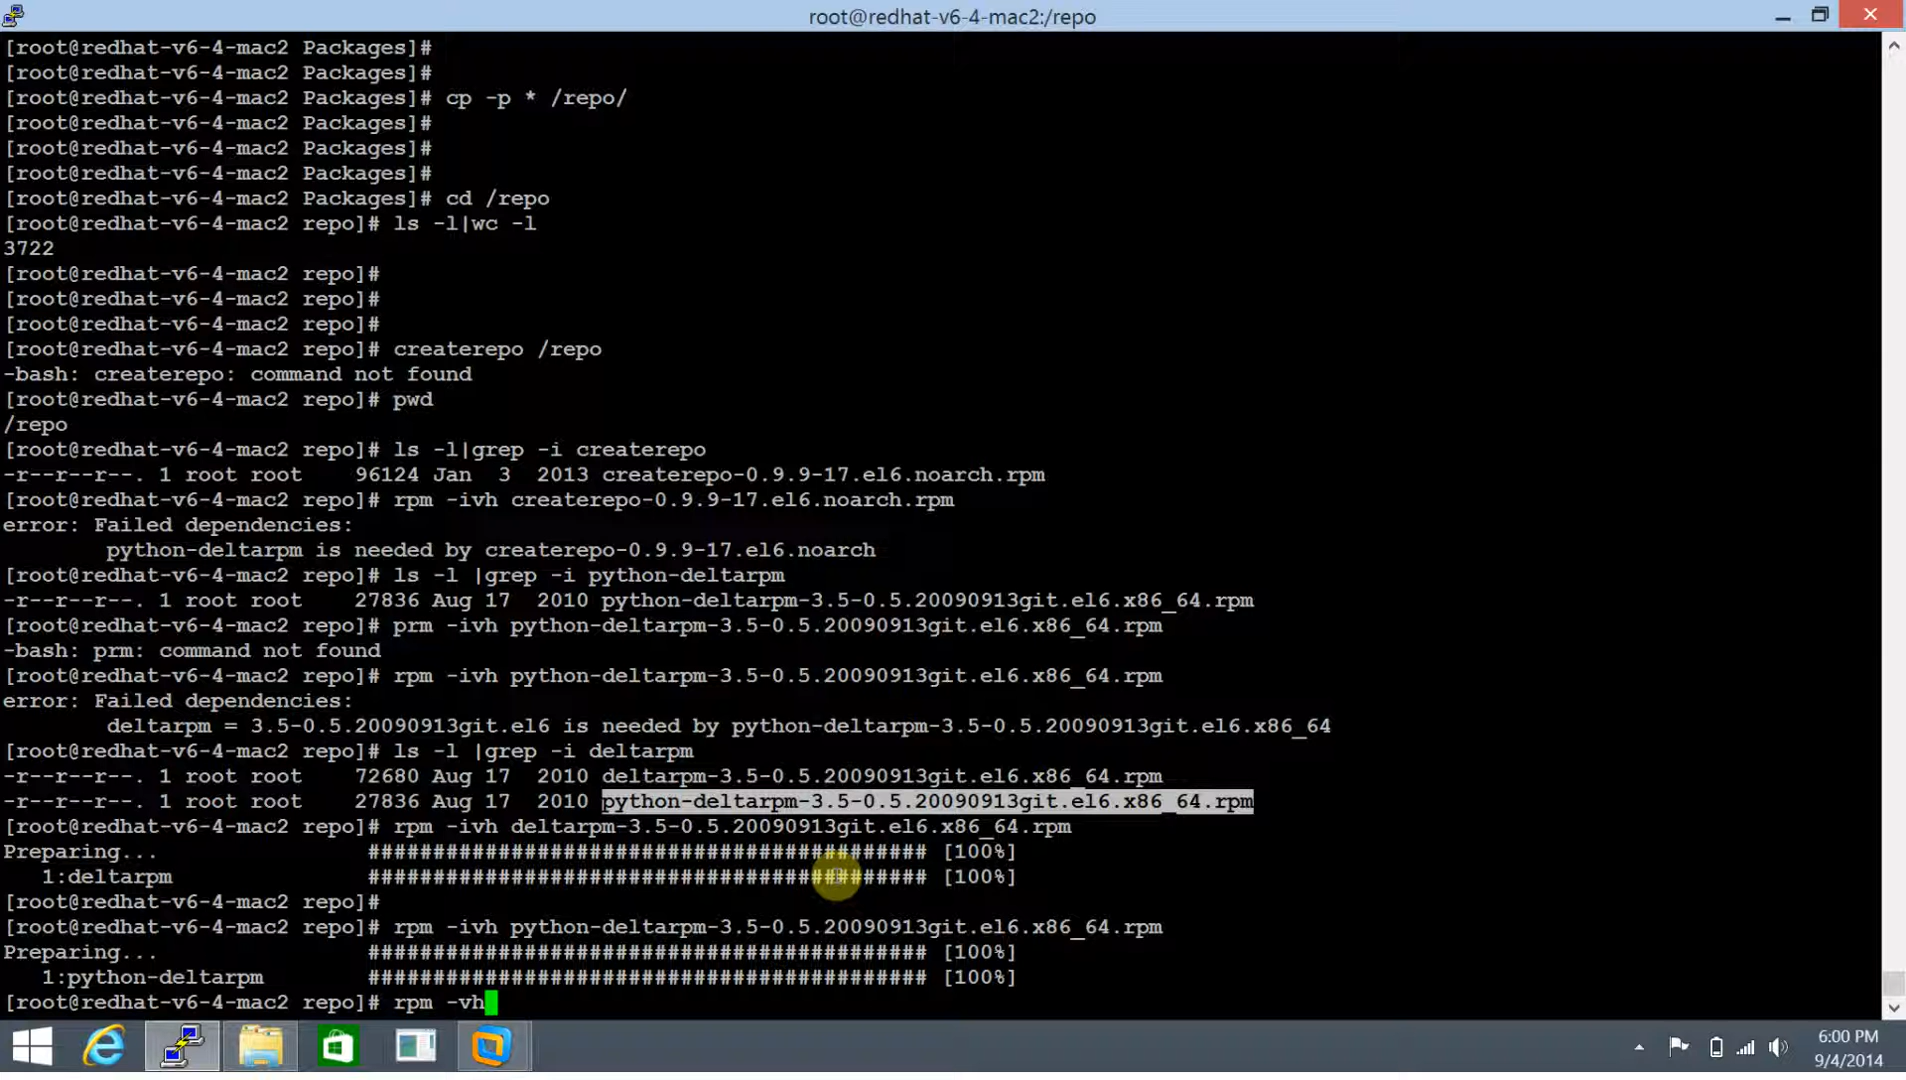 root@redhat-v6-4-mac2:/repo
[root@redhat-v6-4-mac2 Packages]#
[root@redhat-v6-4-mac2 Packages]#
[root@redhat-v6-4-mac2 Packages]# cp -p * /repo/
[root@redhat-v6-4-mac2 Packages]#
[root@redhat-v6-4-mac2 Packages]#
[root@redhat-v6-4-mac2 Packages]#
[root@redhat-v6-4-mac2 Packages]# cd /repo
[root@redhat-v6-4-mac2 repo]# ls -l|wc -l
3722
[root@redhat-v6-4-mac2 repo]#
[root@redhat-v6-4-mac2 repo]#
[root@redhat-v6-4-mac2 repo]#
[root@redhat-v6-4-mac2 repo]# createrepo /repo
-bash: createrepo: command not found
[root@redhat-v6-4-mac2 repo]# pwd
/repo
[root@redhat-v6-4-mac2 repo]# ls -l|grep -i createrepo
-r--r--r--. 1 root root    96124 Jan  3  2013 createrepo-0.9.9-17.el6.noarch.rpm
[root@redhat-v6-4-mac2 repo]# rpm -ivh createrepo-0.9.9-17.el6.noarch.rpm
error: Failed dependencies:
        python-deltarpm is needed by createrepo-0.9.9-17.el6.noarch
[root@redhat-v6-4-mac2 repo]# ls -l |grep -i python-deltarpm
-r--r--r--. 1 root root    27836 Aug 17  2010 python-deltarpm-3.5-0.5.20090913git.el6.x86_64.rpm
[root@redhat-v6-4-mac2 repo]# prm -ivh python-deltarpm-3.5-0.5.20090913git.el6.x86_64.rpm
-bash: prm: command not found
[root@redhat-v6-4-mac2 repo]# rpm -ivh python-deltarpm-3.5-0.5.20090913git.el6.x86_64.rpm
error: Failed dependencies:
        deltarpm = 3.5-0.5.20090913git.el6 is needed by python-deltarpm-3.5-0.5.20090913git.el6.x86_64
[root@redhat-v6-4-mac2 repo]# ls -l |grep -i deltarpm
-r--r--r--. 1 root root    72680 Aug 17  2010 deltarpm-3.5-0.5.20090913git.el6.x86_64.rpm
-r--r--r--. 1 root root    27836 Aug 17  2010 python-deltarpm-3.5-0.5.20090913git.el6.x86_64.rpm
[root@redhat-v6-4-mac2 repo]# rpm -ivh deltarpm-3.5-0.5.20090913git.el6.x86_64.rpm
Preparing...                ########################################### [100%]
   1:deltarpm               ########################################### [100%]
[root@redhat-v6-4-mac2 repo]#
[root@redhat-v6-4-mac2 repo]# rpm -ivh python-deltarpm-3.5-0.5.20090913git.el6.x86_64.rpm
Preparing...                ########################################### [100%]
   1:python-deltarpm        ########################################### [100%]
[root@redhat-v6-4-mac2 repo]# rpm -vh
6:00 PM
9/4/2014